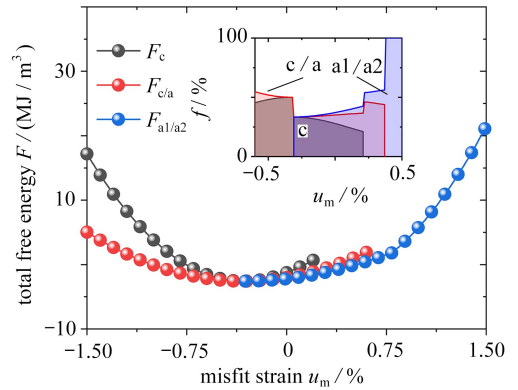 total free energy F / (MJ / m³)
30
10
−10
F_c
F_c/a
F_a1/a2
100
50
0
f / %
c / a
a1/a2
c
−0.5
0.5
u_m / %
−1.50
−0.75
0
0.75
1.50
misfit strain u_m / %